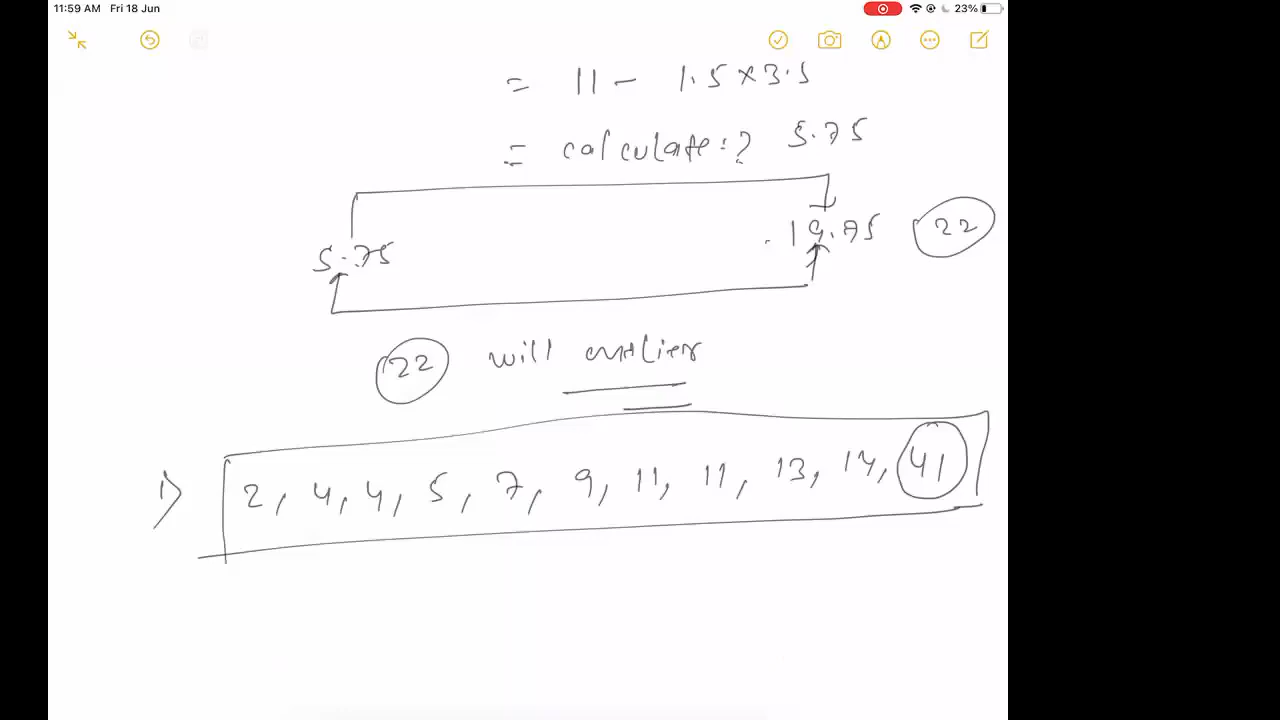 11:59 AM Fri 18 Jun 23%
= 11 - 1.5 × 3.5
= calculate:? 5.75
5.75 .19.75 22
22 will outlier
1) 2, 4, 4, 5, 7, 9, 11, 11, 13, 14, 41